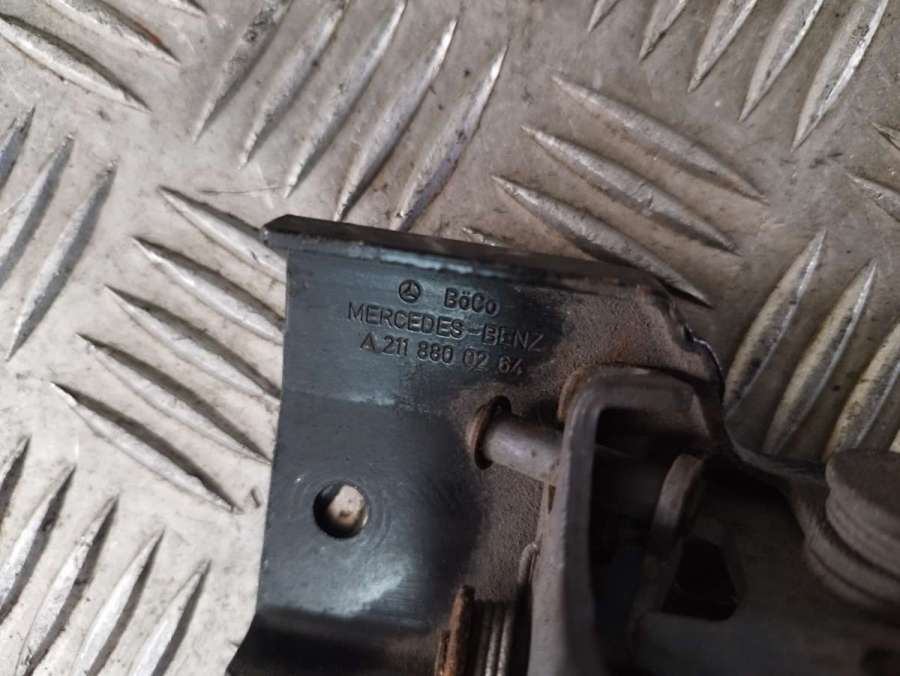 BöCo
MERCEDES-BENZ
A 211 880 02 64